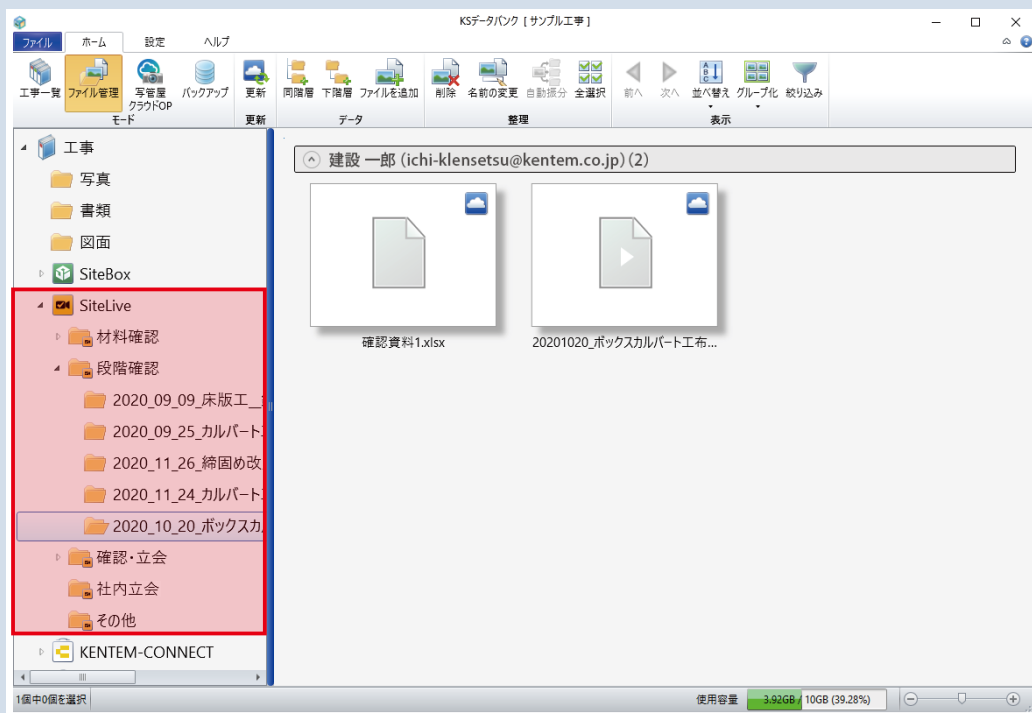 KSデータバンク [ サンプル工事 ]
ファイル ホーム 設定 ヘルプ
工事一覧 ファイル管理 写管屋 クラウドOP バックアップ 更新 同階層 下階層 ファイルを追加 削除 名前の変更 自動振分 全選択 前へ 次へ 並べ替え グループ化 絞り込み
モード 更新 データ 整理 表示
工事
建設 一郎 (ichi-klensetsu@kentem.co.jp) (2)
写真
書類
図面
SiteBox
SiteLive
材料確認
確認資料1.xlsx 20201020_ボックスカルバート工布...
段階確認
2020_09_09_床版工__
2020_09_25_カルバート
2020_11_26_締固め改
2020_11_24_カルバート
2020_10_20_ボックスカ
確認・立会
社内立会
その他
KENTEM-CONNECT
1個中0個を選択 使用容量 3.92GB / 10GB (39.28%)